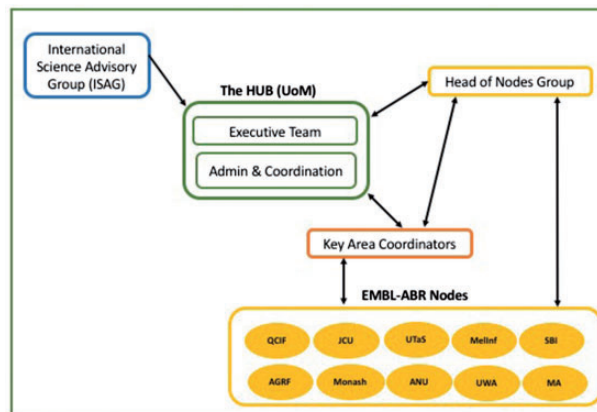 International
Science Advisory
Group (ISAG)
The HUB (UoM)
Head of Nodes Group
Executive Team
Admin & Coordination
Key Area Coordinators
EMBL-ABR Nodes
QCIF JCU UTaS MelInf SBI
AGRF Monash ANU UWA MA